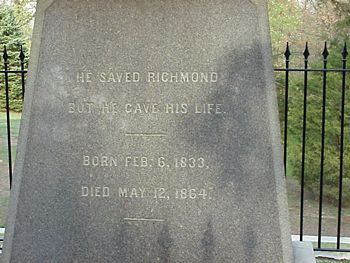 HE SAVED RICHMOND
BUT HE GAVE HIS LIFE.
BORN FEB. 6, 1833.
DIED MAY 12, 1864.